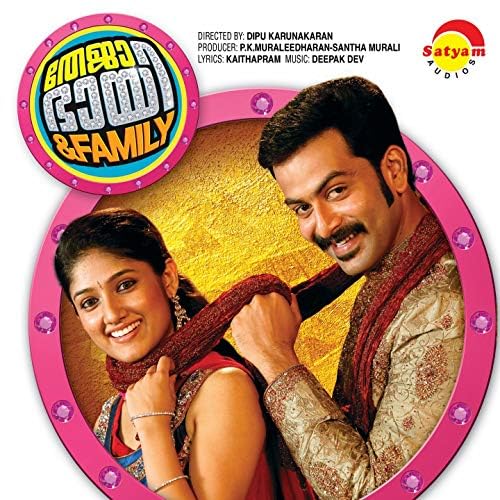 DIRECTED BY: DIPU KARUNAKARAN
PRODUCER: P.K.MURALEEDHARAN-SANTHA MURALI
LYRICS: KAITHAPRAM MUSIC: DEEPAK DEV
Satyam
AUDIOS
തേജാ
ഭായി
&FAMILY